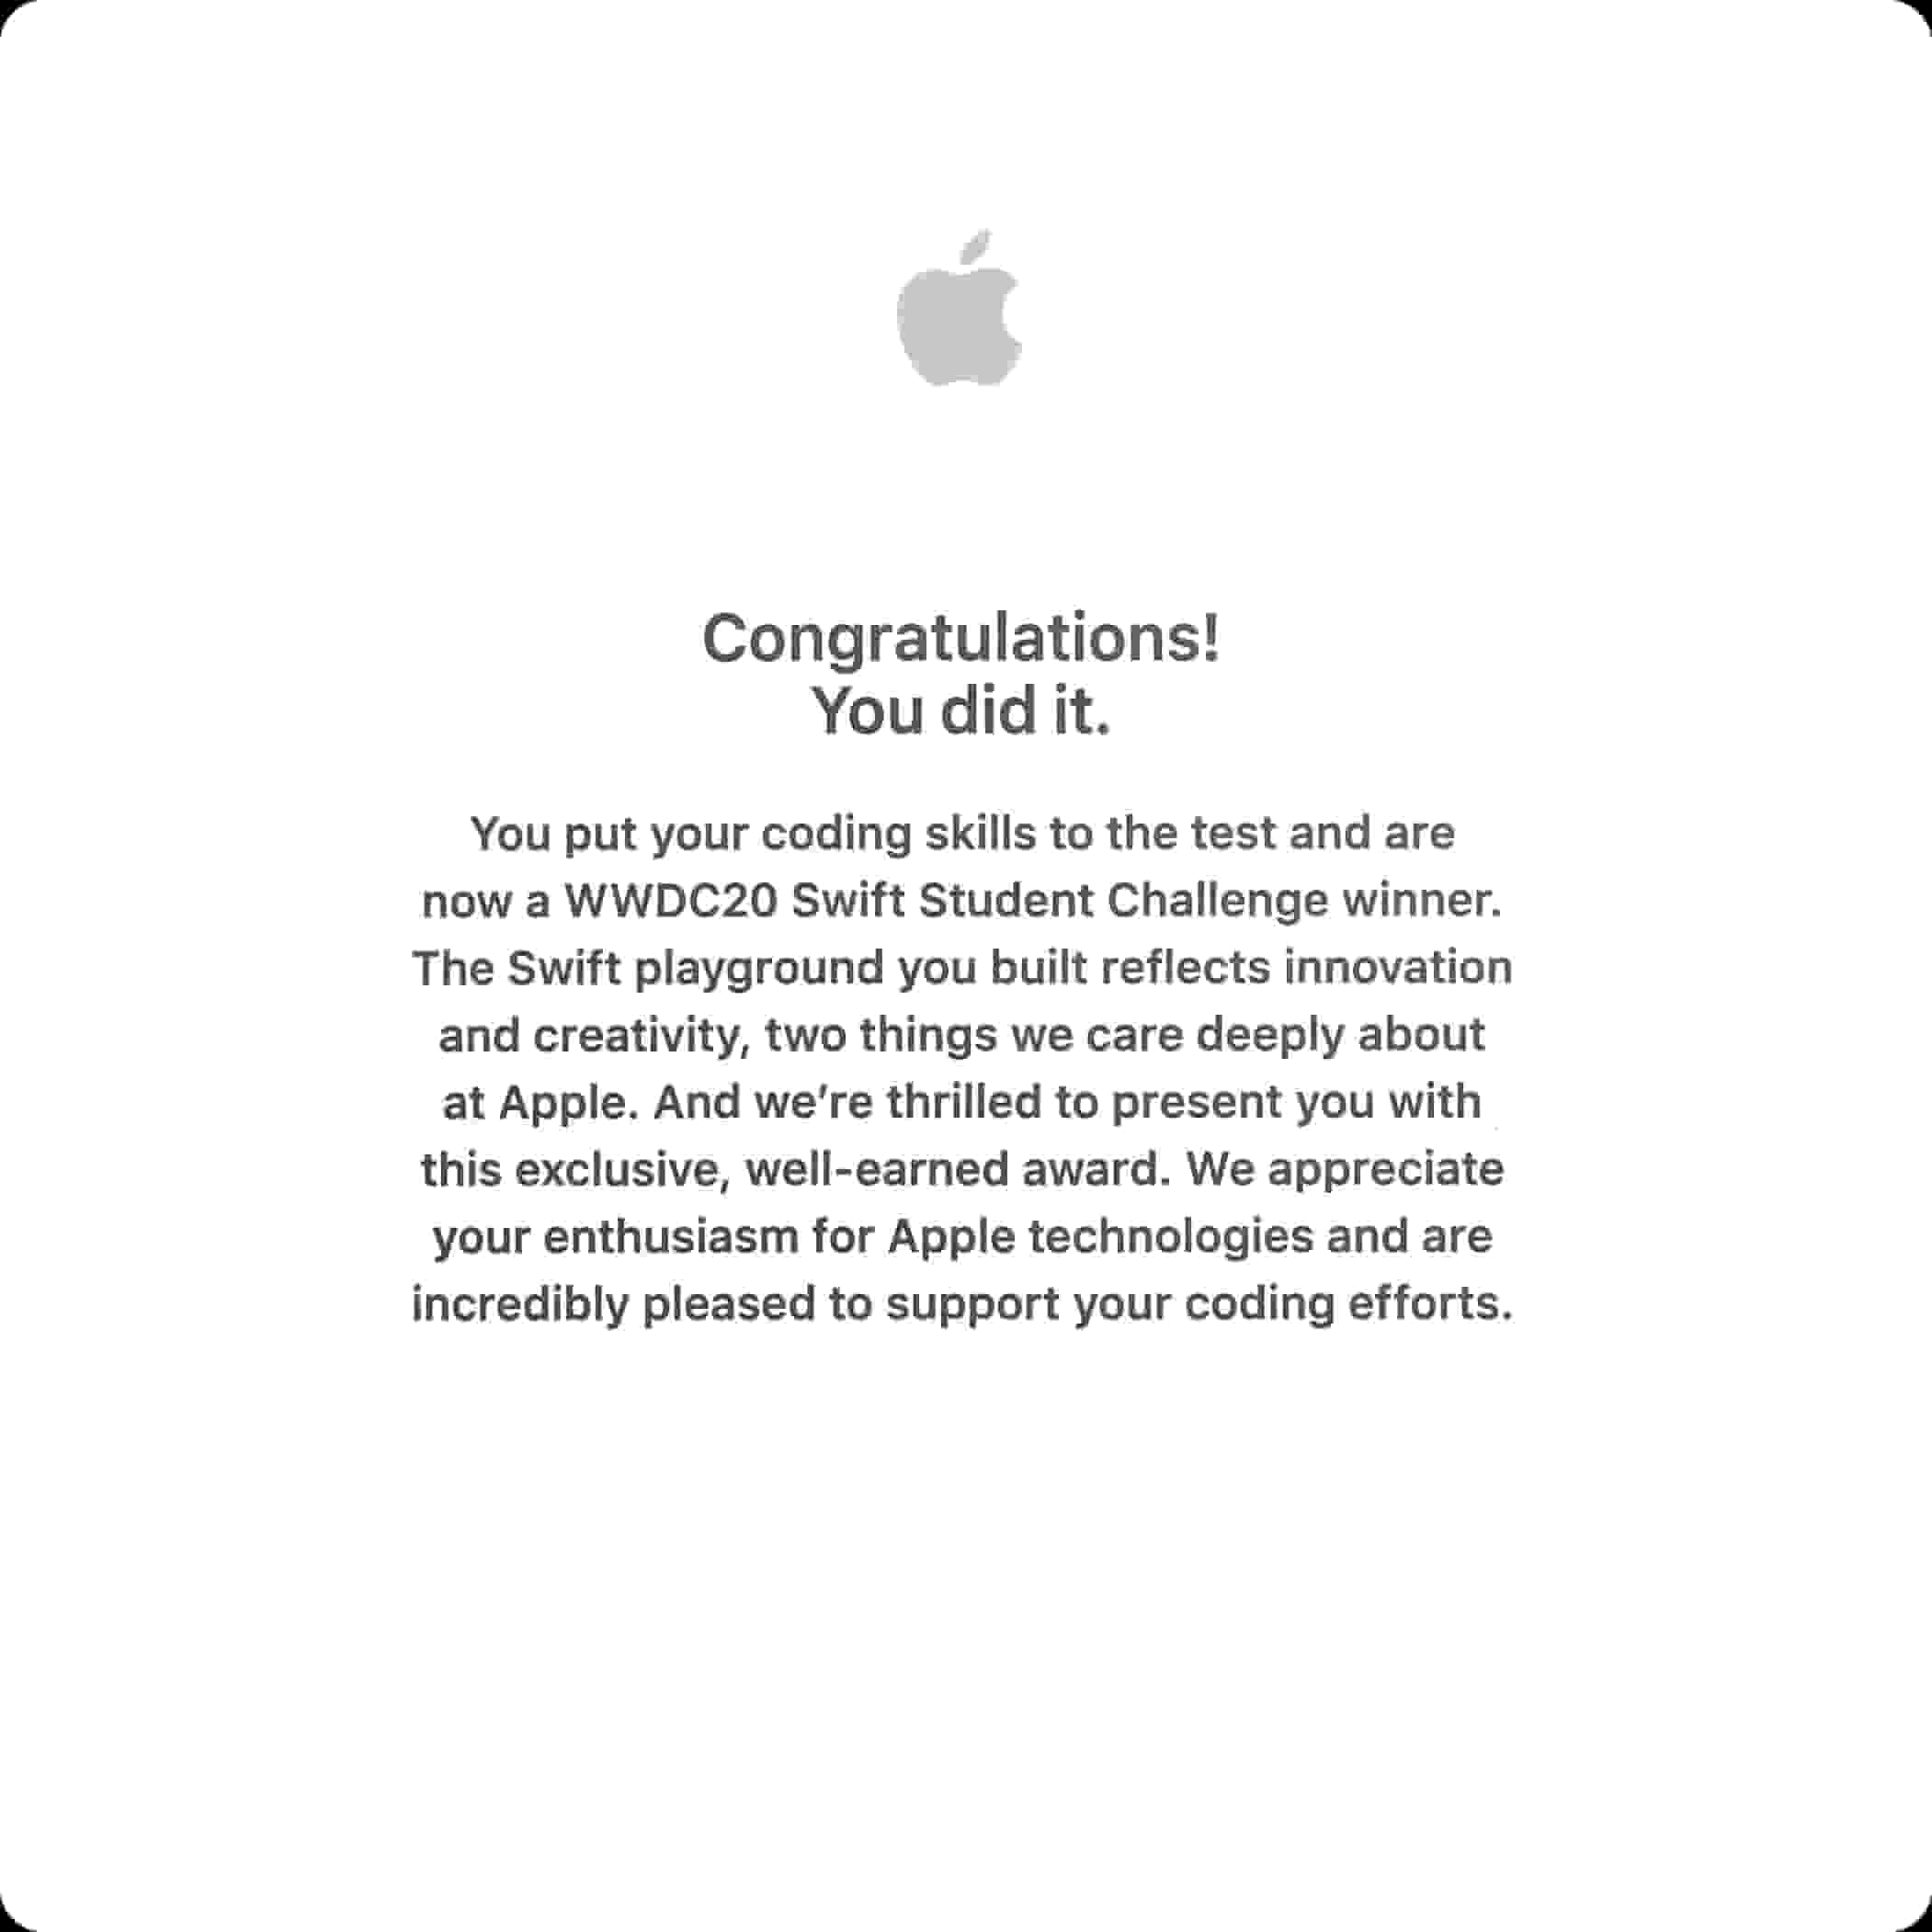 Congratulations!
You did it.
You put your coding skills to the test and are
now a WWDC20 Swift Student Challenge winner.
The Swift playground you built reflects innovation
and creativity, two things we care deeply about
at Apple. And we’re thrilled to present you with
this exclusive, well-earned award. We appreciate
your enthusiasm for Apple technologies and are
incredibly pleased to support your coding efforts.